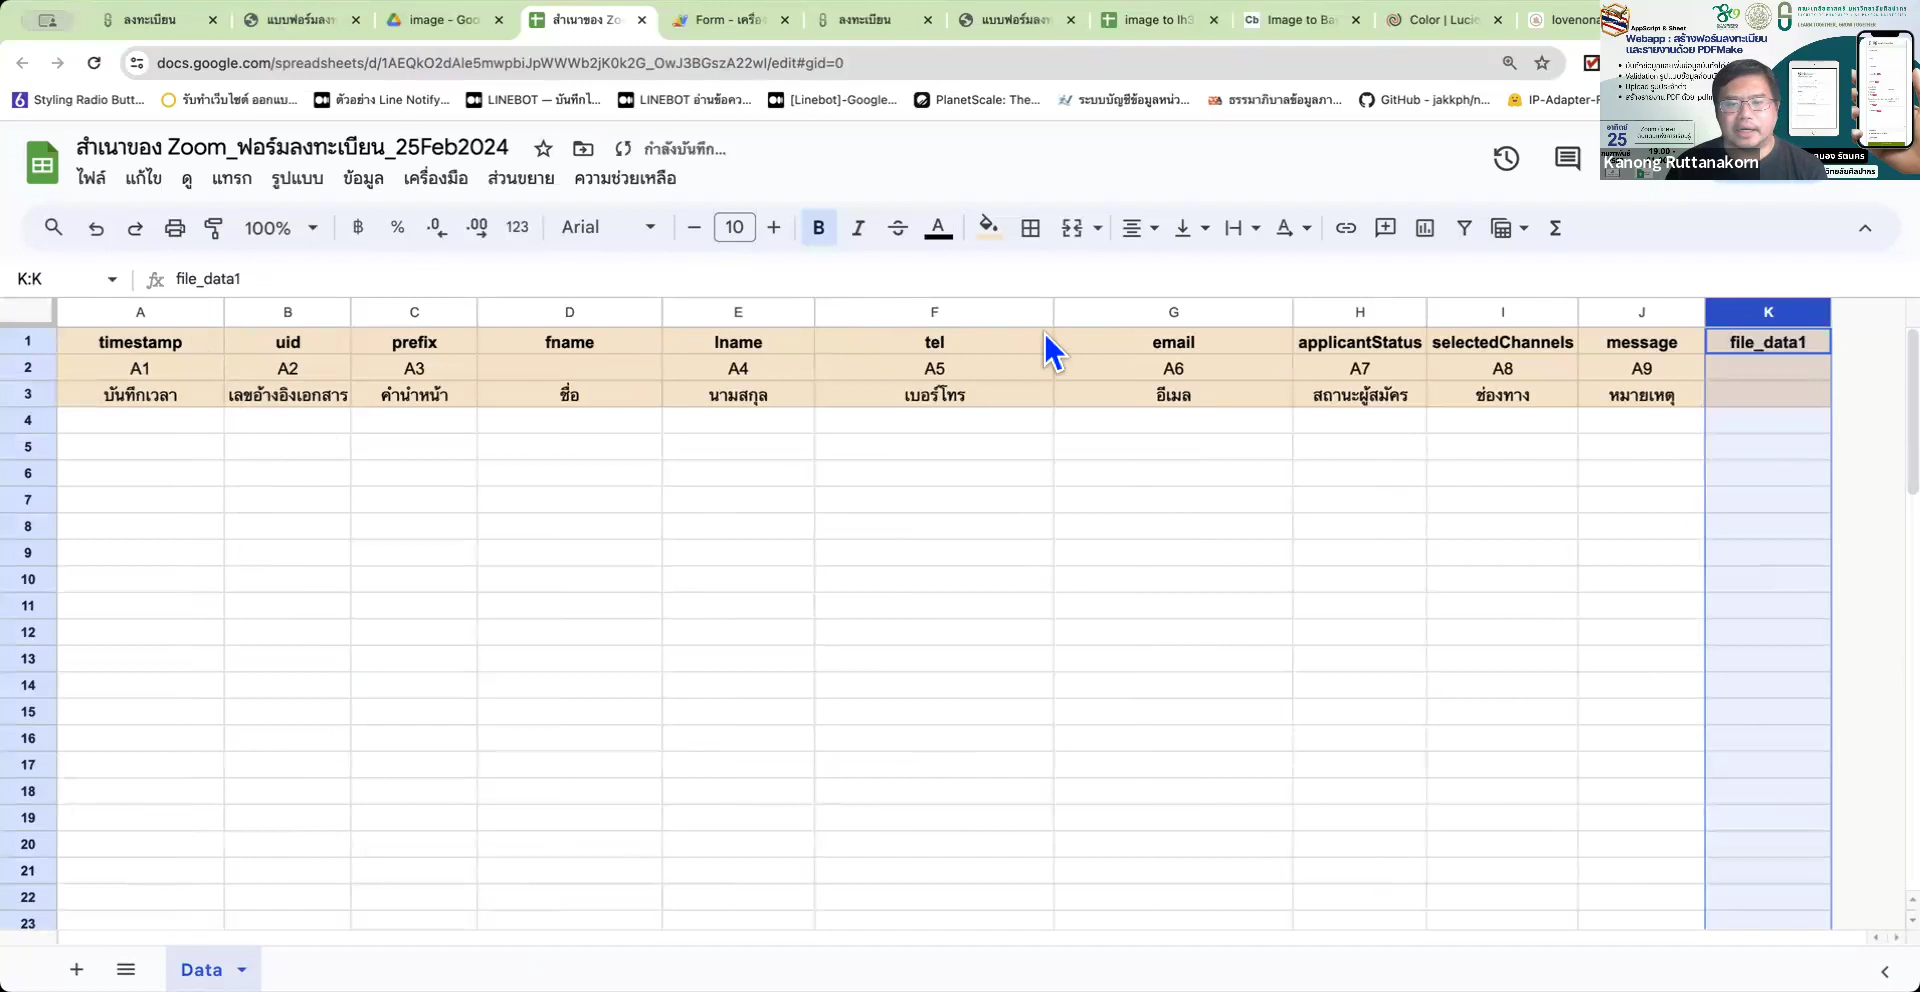 ลงทะเบียน
แบบฟอร์มลง
image - Goo
สำเนาของ Zo
Form - เครื่อ
ลงทะเบียน
แบบฟอร์มลง
image to lh3
Image to Ba
Color | Luci
lovenona
docs.google.com/spreadsheets/d/1AEQkO2dAle5mwpbiJpWWWb2jK0k2G_OwJ3BGszA22wI/edit#gid=0
Styling Radio Butt...
รับทำเว็บไซต์ ออกแบ...
ตัวอย่าง Line Notify...
LINEBOT — บันทึกใ...
LINEBOT อ่านข้อคว...
[Linebot]-Google...
PlanetScale: The...
ระบบบัญชีข้อมูลหน่ว...
ธรรมาภิบาลข้อมูลภา...
GitHub - jakkph/n...
IP-Adapter-F
AppScript & Sheet
Webapp : สร้างฟอร์มลงทะเบียน
และรายงานด้วย PDFMake
อาทิตย์
25
19.00 -
Kanong Ruttanakorn
สำเนาของ Zoom_ฟอร์มลงทะเบียน_25Feb2024
กำลังบันทึก...
ไฟล์ แก้ไข ดู แทรก รูปแบบ ข้อมูล เครื่องมือ ส่วนขยาย ความช่วยเหลือ
100% ฿ % .0 .00 123 Arial 10 B I A Σ
K:K fx file_data1
A B C D E F G H I J K
1 timestamp uid prefix fname lname tel email applicantStatus selectedChannels message file_data1
2 A1 A2 A3 A4 A5 A6 A7 A8 A9
3 บันทึกเวลา เลขอ้างอิงเอกสาร คำนำหน้า ชื่อ นามสกุล เบอร์โทร อีเมล สถานะผู้สมัคร ช่องทาง หมายเหตุ
4
5
6
7
8
9
10
11
12
13
14
15
16
17
18
19
20
21
22
23
Data